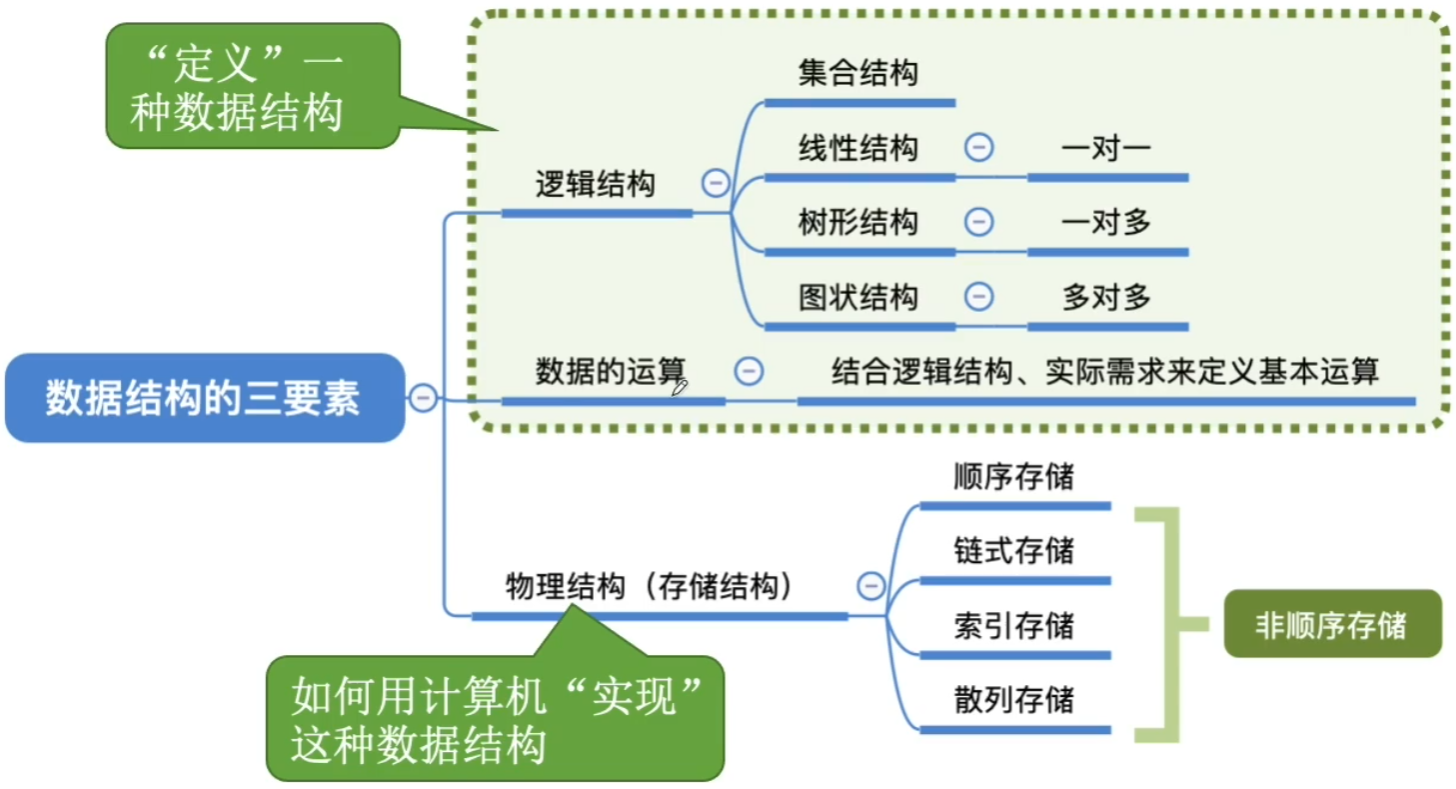 “定义”一
种数据结构
集合结构
线性结构
一对一
逻辑结构
树形结构
一对多
图状结构
多对多
数据的运算
结合逻辑结构、实际需求来定义基本运算
数据结构的三要素
顺序存储
链式存储
物理结构（存储结构）
索引存储
非顺序存储
散列存储
如何用计算机“实现”
这种数据结构